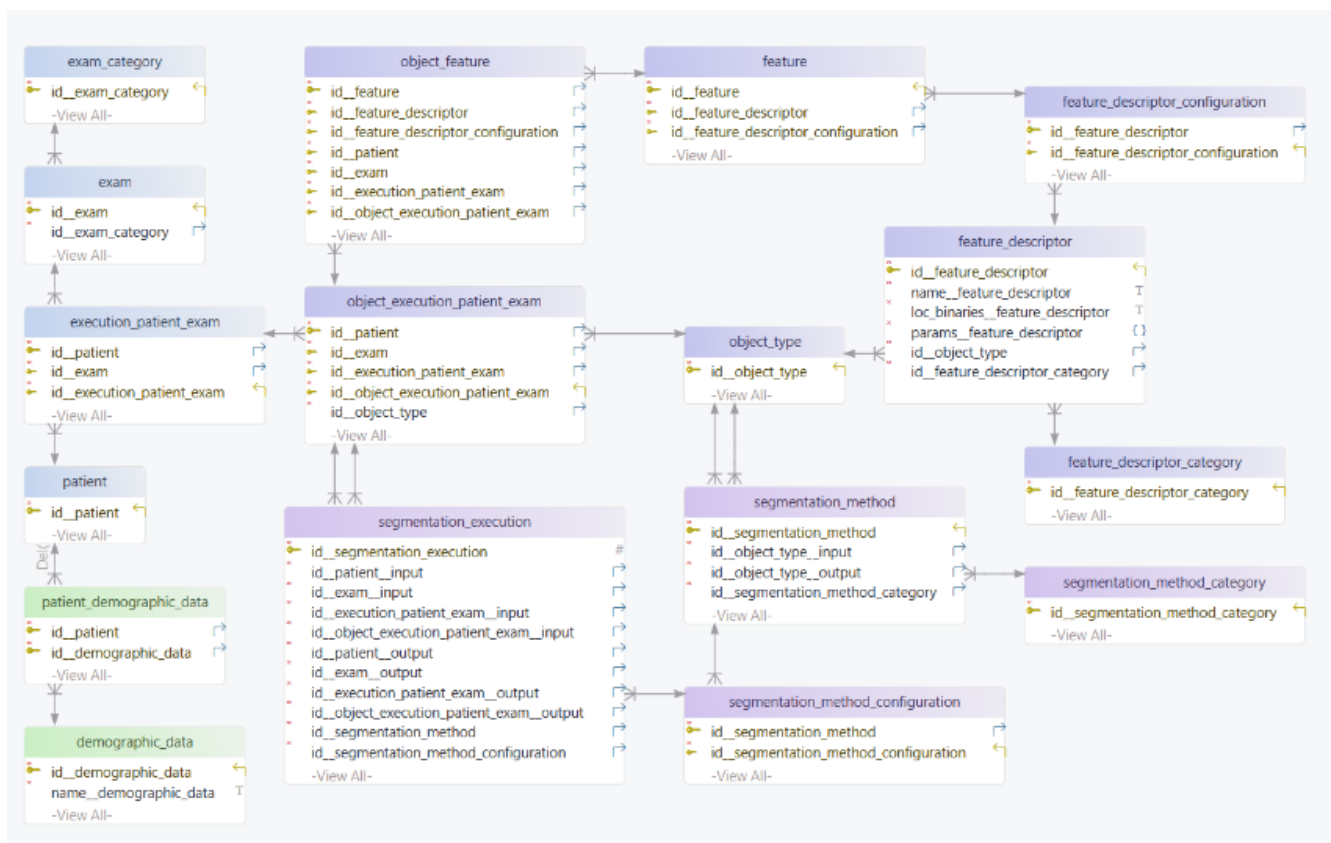 exam_category
id__exam_category
-View All-
exam
id__exam
id__exam_category
-View All-
execution_patient_exam
id__patient
id__exam
id__execution_patient_exam
-View All-
patient
id__patient
-View All-
Del(
patient_demographic_data
id__patient
id__demographic_data
-View All-
demographic_data
id__demographic_data
name__demographic_data T
-View All-
object_feature
id__feature
id__feature_descriptor
id__feature_descriptor_configuration
id__patient
id__exam
id__execution_patient_exam
id__object_execution_patient_exam
-View All-
object_execution_patient_exam
id__patient
id__exam
id__execution_patient_exam
id__object_execution_patient_exam
id__object_type
-View All-
segmentation_execution
id__segmentation_execution #
id__patient__input
id__exam__input
id__execution_patient_exam__input
id__object_execution_patient_exam__input
id__patient__output
id__exam__output
id__execution_patient_exam__output
id__object_execution_patient_exam__output
id__segmentation_method
id__segmentation_method_configuration
-View All-
feature
id__feature
id__feature_descriptor
id__feature_descriptor_configuration
-View All-
object_type
id__object_type
-View All-
segmentation_method
id__segmentation_method
id__object_type__input
id__object_type__output
id__segmentation_method_category
-View All-
segmentation_method_configuration
id__segmentation_method
id__segmentation_method_configuration
-View All-
feature_descriptor_configuration
id__feature_descriptor
id__feature_descriptor_configuration
-View All-
feature_descriptor
id__feature_descriptor
name__feature_descriptor T
loc_binaries__feature_descriptor T
params__feature_descriptor {}
id__object_type
id__feature_descriptor_category
feature_descriptor_category
id__feature_descriptor_category
-View All-
segmentation_method_category
id__segmentation_method_category
-View All-